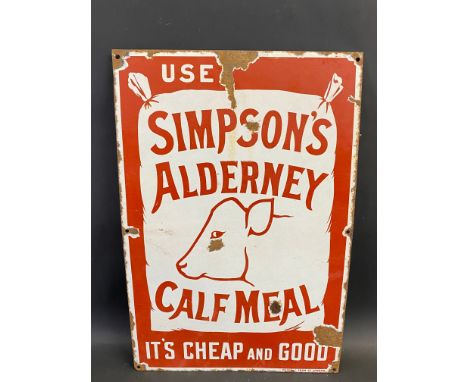 USE
SIMPSON'S
ALDERNEY
CALF MEAL
IT'S CHEAP AND GOOD